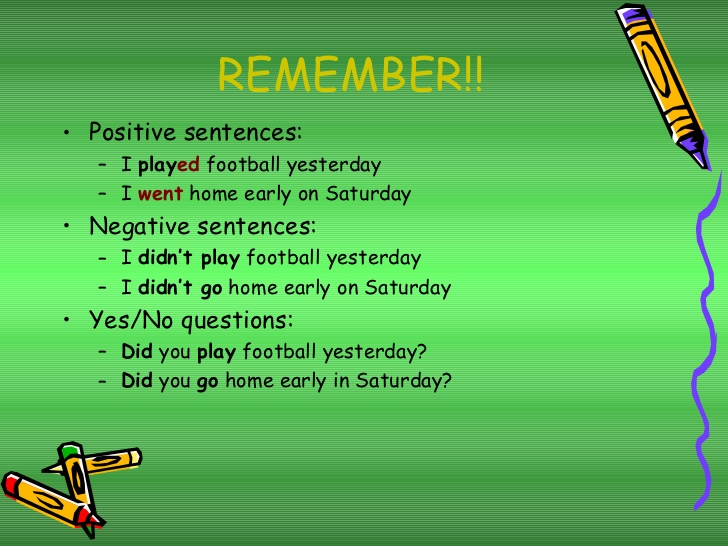 REMEMBER!!
• Positive sentences:
– I played football yesterday
– I went home early on Saturday
• Negative sentences:
– I didn't play football yesterday
– I didn't go home early on Saturday
• Yes/No questions:
– Did you play football yesterday?
– Did you go home early in Saturday?